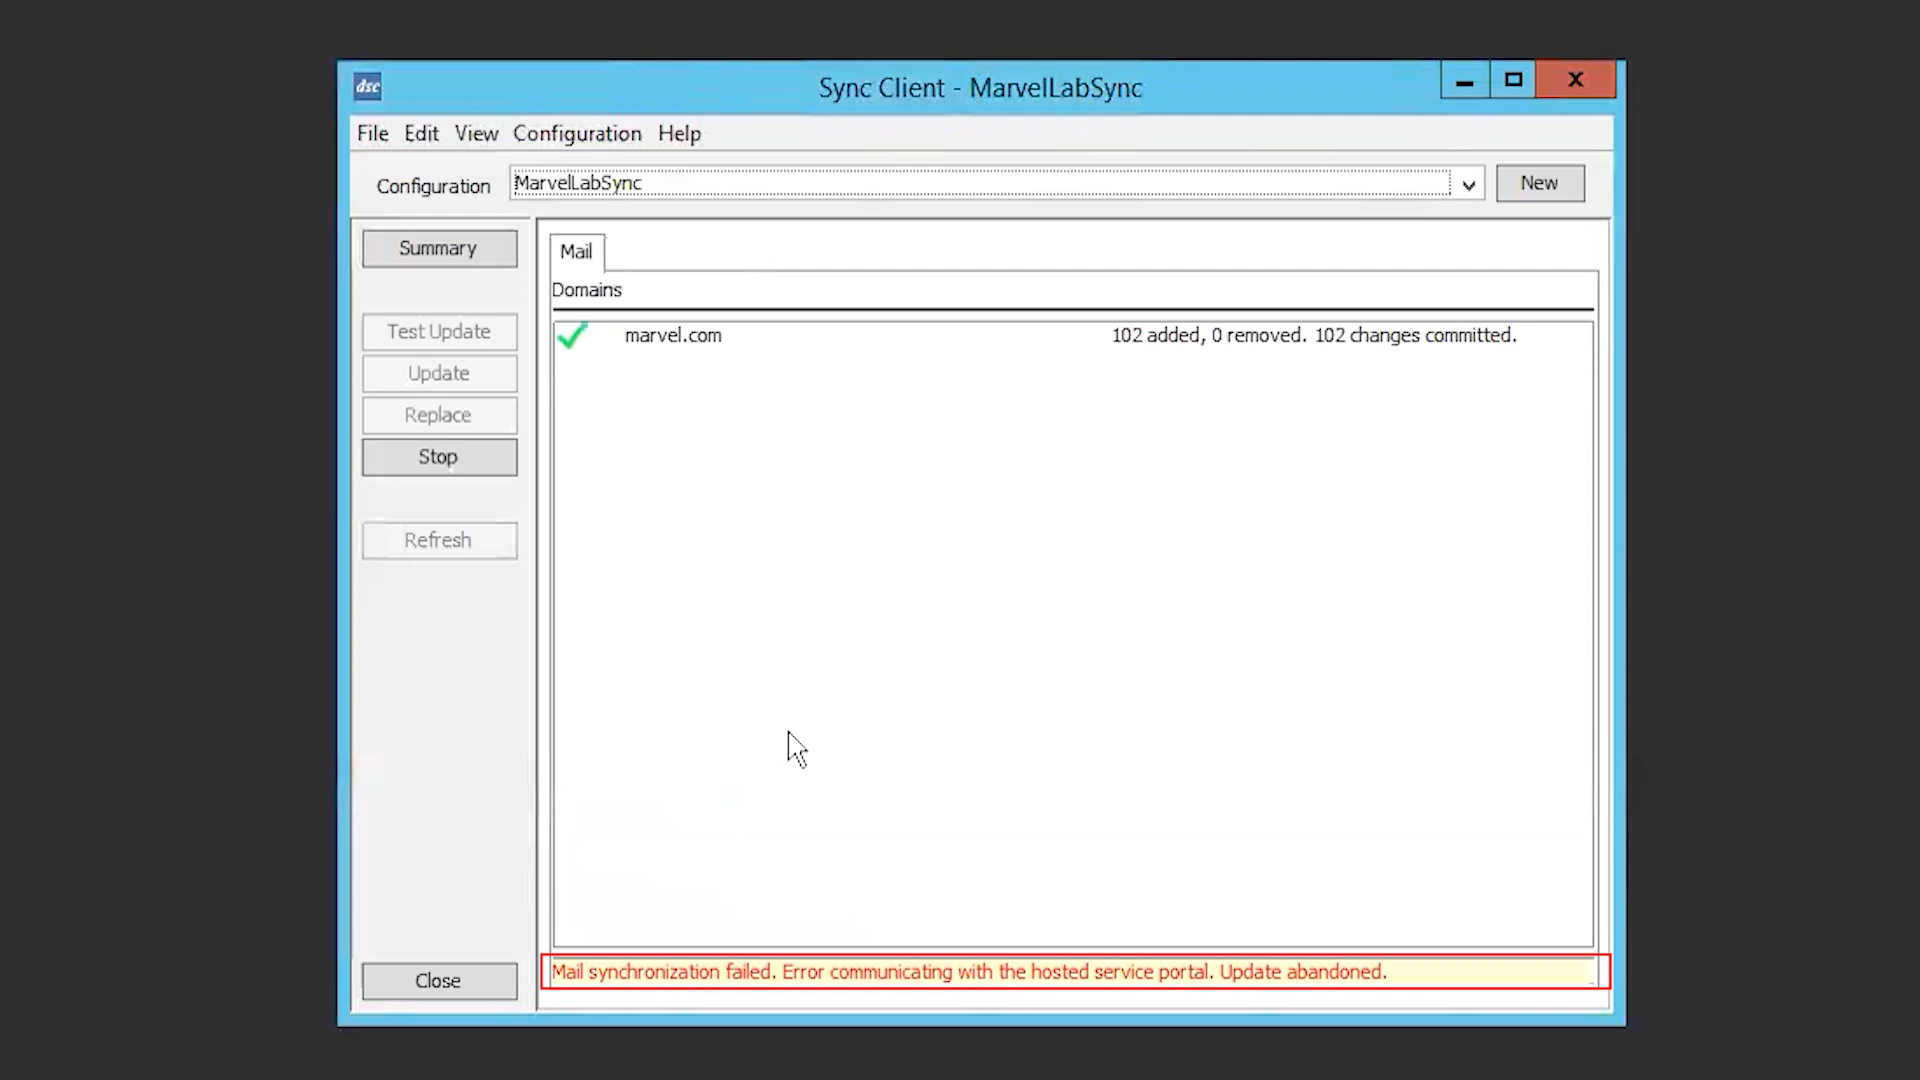 dsc
Sync Client - MarvelLabSync
File Edit View Configuration Help
Configuration MarvelLabSync New
Summary
Mail
Domains
Test Update
marvel.com 102 added, 0 removed. 102 changes committed.
Update
Replace
Stop
Refresh
Close
Mail synchronization failed. Error communicating with the hosted service portal. Update abandoned.